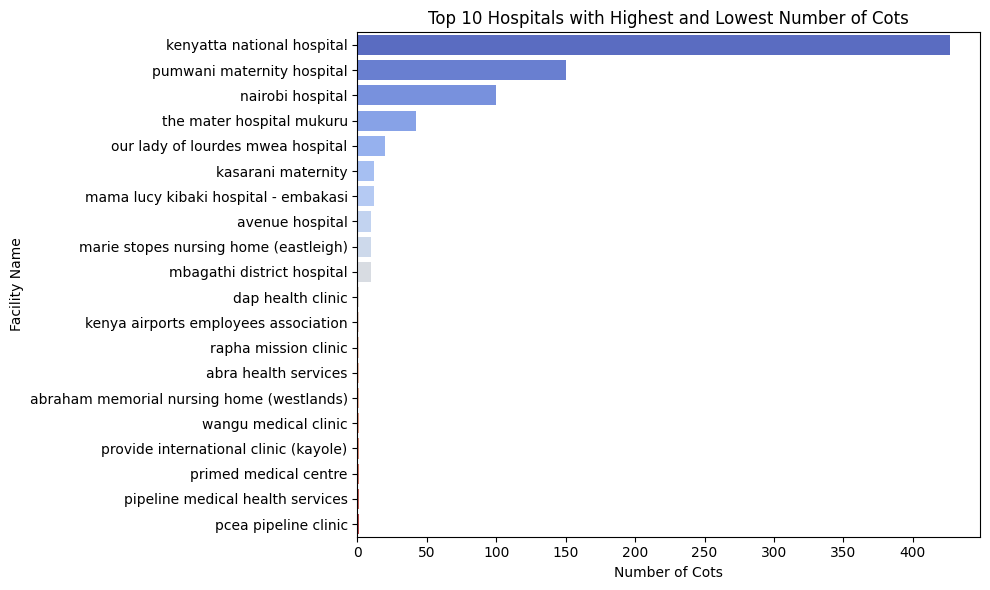 Top 10 Hospitals with Highest and Lowest Number of Cots
Facility Name
kenyatta national hospital
pumwani maternity hospital
nairobi hospital
the mater hospital mukuru
our lady of lourdes mwea hospital
kasarani maternity
mama lucy kibaki hospital - embakasi
avenue hospital
marie stopes nursing home (eastleigh)
mbagathi district hospital
dap health clinic
kenya airports employees association
rapha mission clinic
abra health services
abraham memorial nursing home (westlands)
wangu medical clinic
provide international clinic (kayole)
primed medical centre
pipeline medical health services
pcea pipeline clinic
0 50 100 150 200 250 300 350 400
Number of Cots